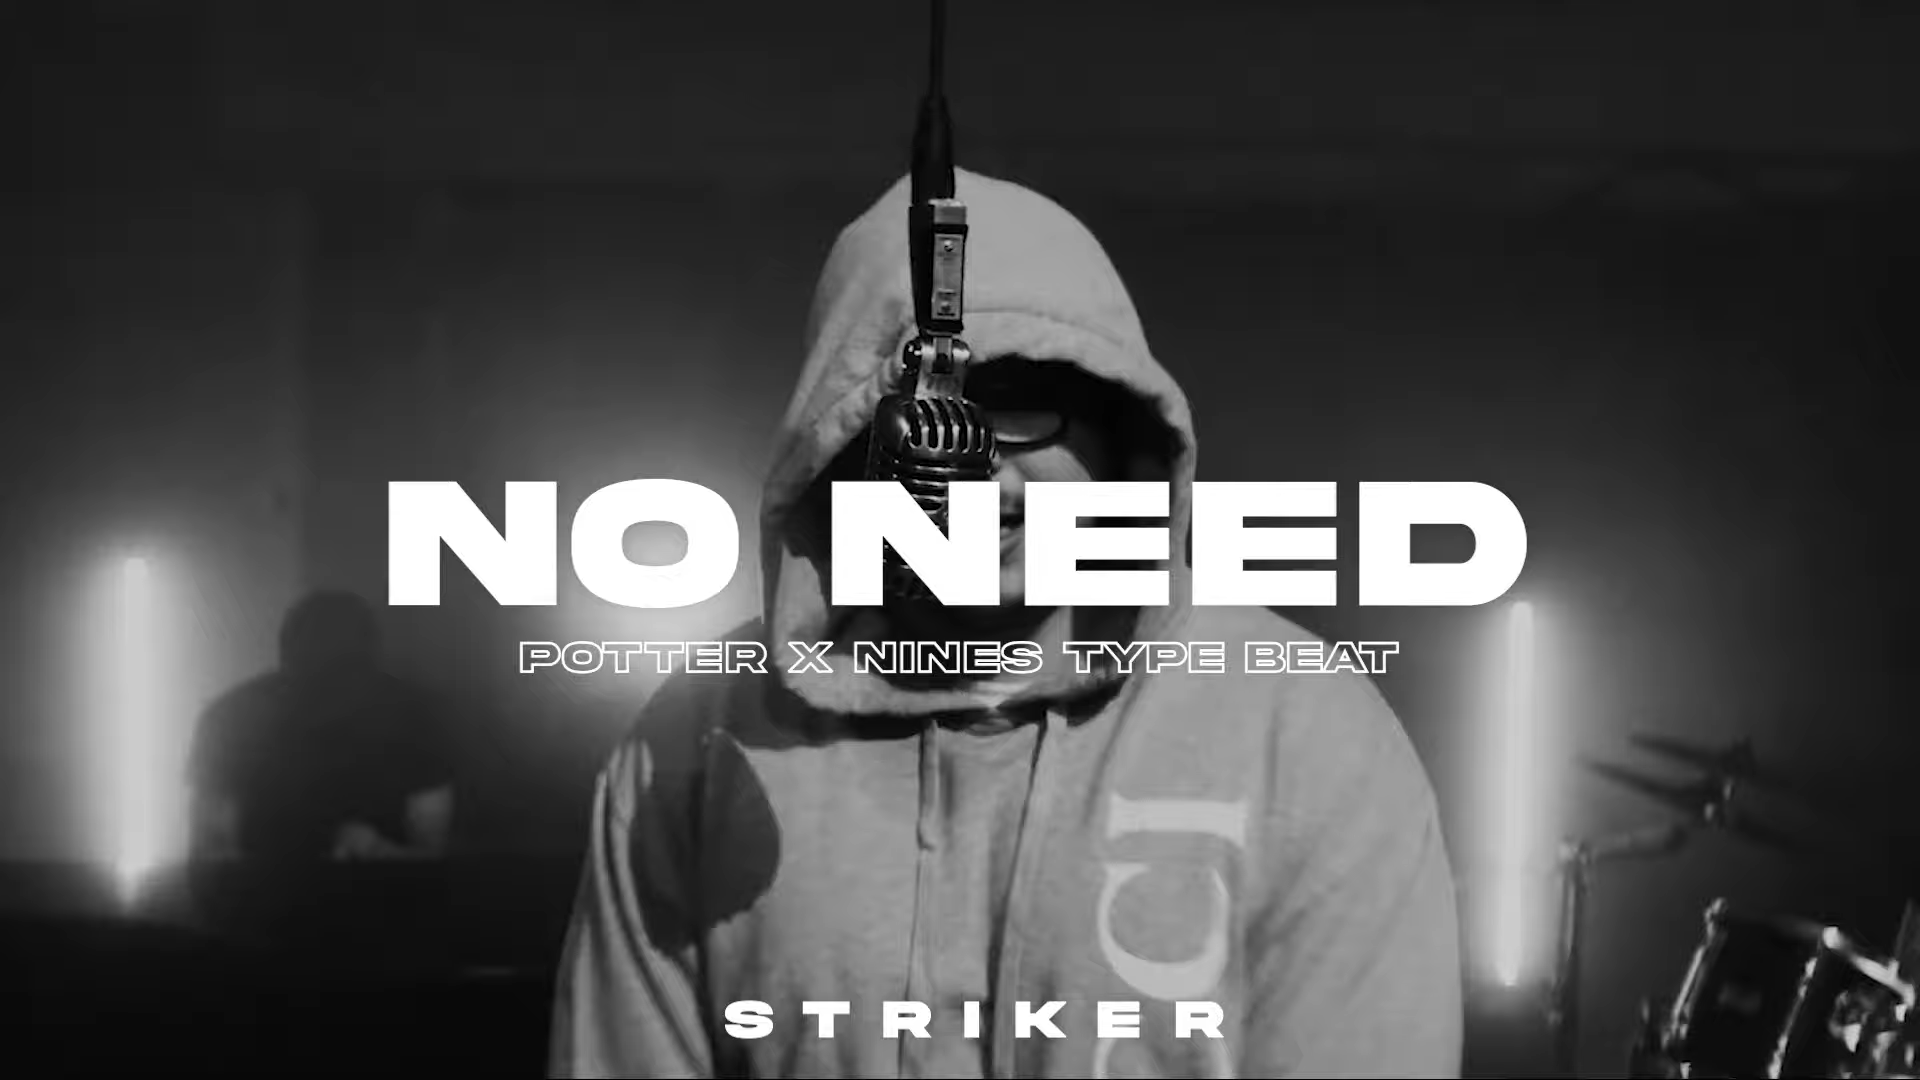 NO NEED
POTTER X NINES TYPE BEAT
STRIKER